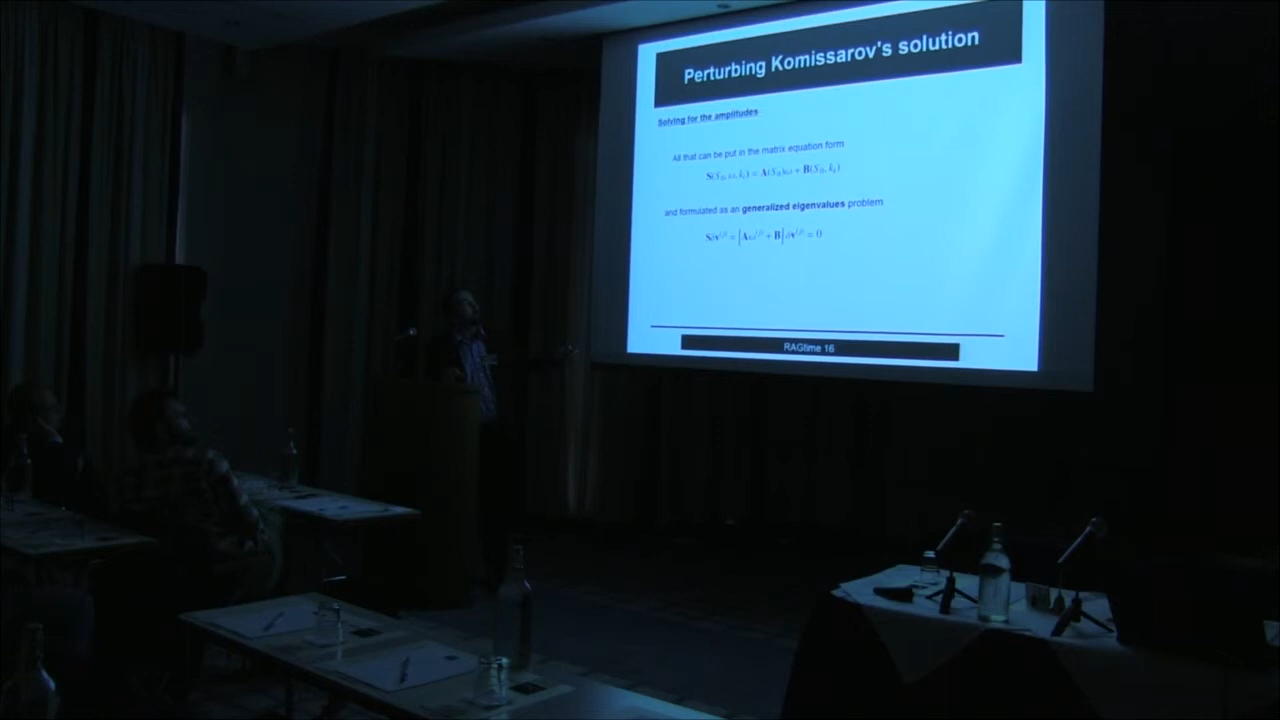 Perturbing Komissarov's solution
Solving for the amplitudes
All that can be put in the matrix equation form
and formulated as an generalized eigenvalues problem
RAGtime 16